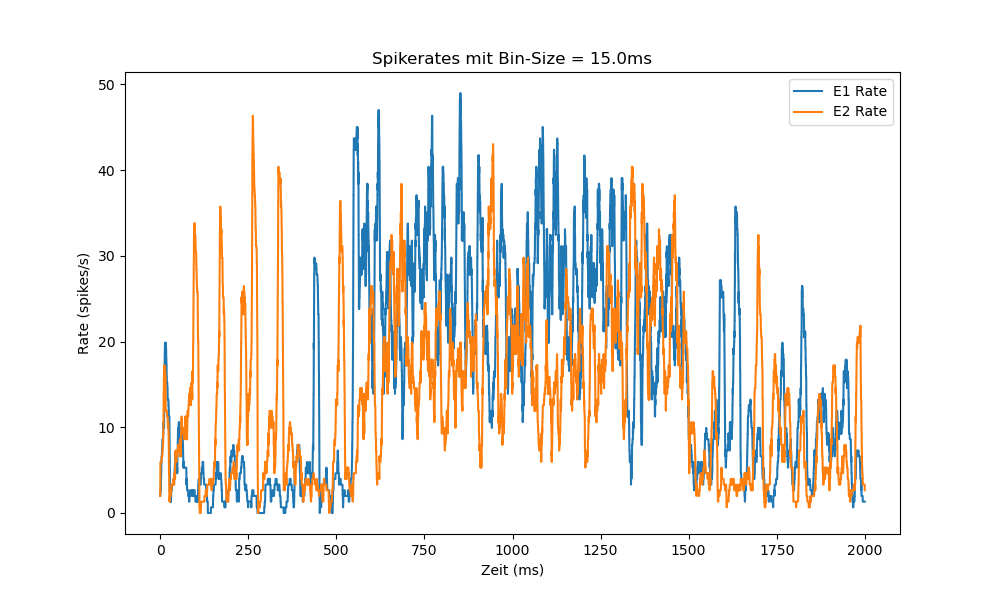 Spikerates mit Bin-Size = 15.0ms
E1 Rate
E2 Rate
50
40
30
20
10
0
Rate (spikes/s)
0 250 500 750 1000 1250 1500 1750 2000
Zeit (ms)